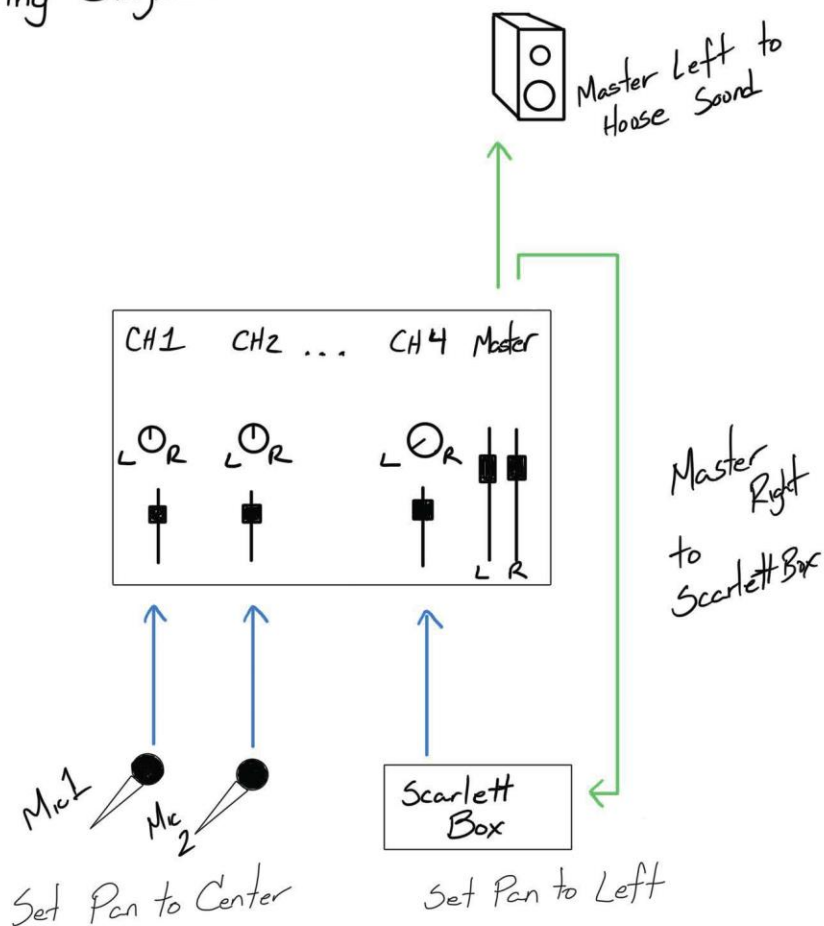 Master Left to
House Sound
CH1 CH2 ... CH4 Master
L R L R L R
L R
Master
Right
to
Scarlett Box
Mic 1
Mic
2
Scarlett
Box
Set Pan to Center
Set Pan to Left